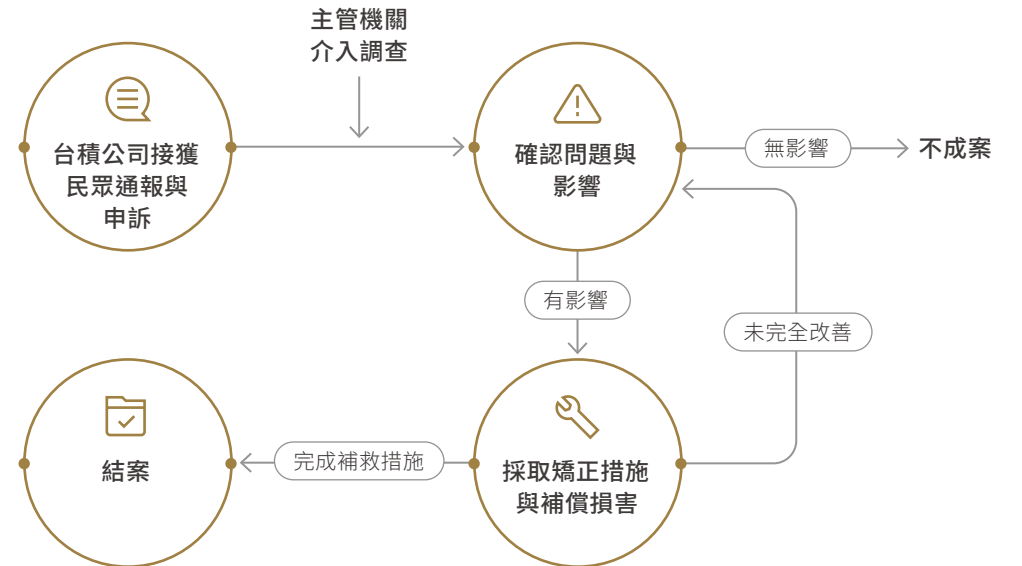 主管機關
介入調查
台積公司接獲
民眾通報與
申訴
確認問題與
影響
無影響
不成案
有影響
未完全改善
結案
完成補救措施
採取矯正措施
與補償損害